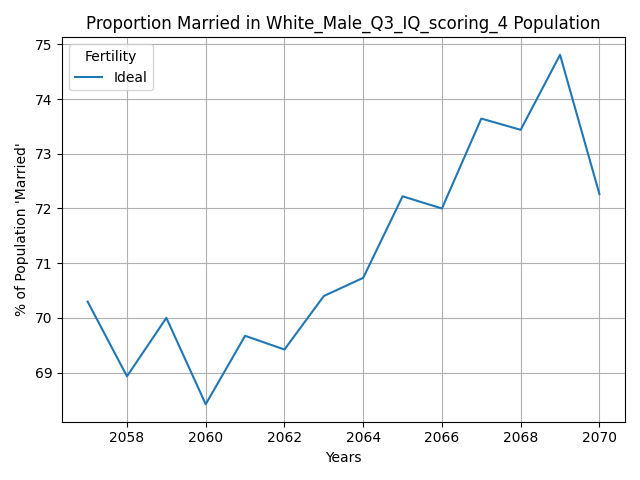 Proportion Married in White_Male_Q3_IQ_scoring_4 Population
Fertility
Ideal
% of Population 'Married'
75
74
73
72
71
70
69
2058 2060 2062 2064 2066 2068 2070
Years